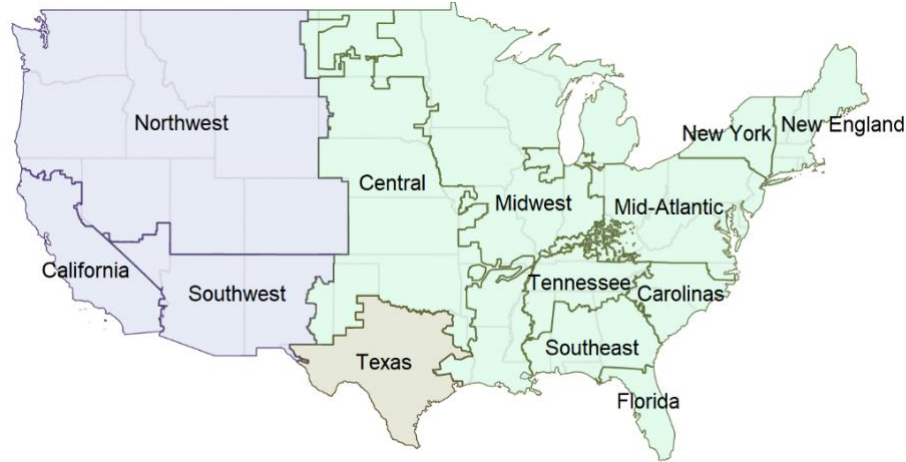 Northwest
New York
New England
Central
Midwest
Mid-Atlantic
California
Southwest
Tennessee
Carolinas
Southeast
Texas
Florida